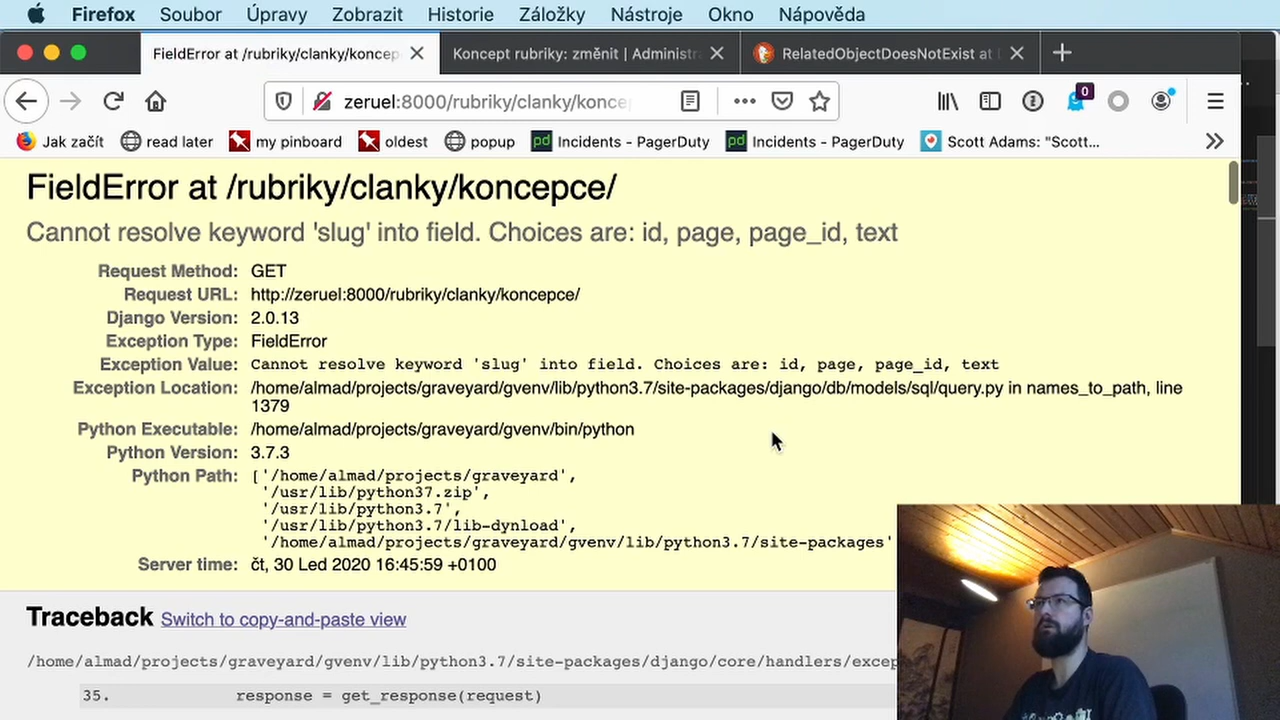 Firefox Soubor Úpravy Zobrazit Historie Záložky Nástroje Okno Nápověda
FieldError at /rubriky/clanky/koncep Koncept rubriky: změnit | Administra RelatedObjectDoesNotExist at
zeruel:8000/rubriky/clanky/konce 0
Jak začít read later my pinboard oldest popup pd Incidents - PagerDuty pd Incidents - PagerDuty Scott Adams: "Scott...
FieldError at /rubriky/clanky/koncepce/
Cannot resolve keyword 'slug' into field. Choices are: id, page, page_id, text
Request Method: GET
Request URL: http://zeruel:8000/rubriky/clanky/koncepce/
Django Version: 2.0.13
Exception Type: FieldError
Exception Value: Cannot resolve keyword 'slug' into field. Choices are: id, page, page_id, text
Exception Location: /home/almad/projects/graveyard/gvenv/lib/python3.7/site-packages/django/db/models/sql/query.py in names_to_path, line
1379
Python Executable: /home/almad/projects/graveyard/gvenv/bin/python
Python Version: 3.7.3
Python Path: ['/home/almad/projects/graveyard',
'/usr/lib/python37.zip',
'/usr/lib/python3.7',
'/usr/lib/python3.7/lib-dynload',
'/home/almad/projects/graveyard/gvenv/lib/python3.7/site-packages'
Server time: čt, 30 Led 2020 16:45:59 +0100
Traceback Switch to copy-and-paste view
/home/almad/projects/graveyard/gvenv/lib/python3.7/site-packages/django/core/handlers/excep
35. response = get_response(request)